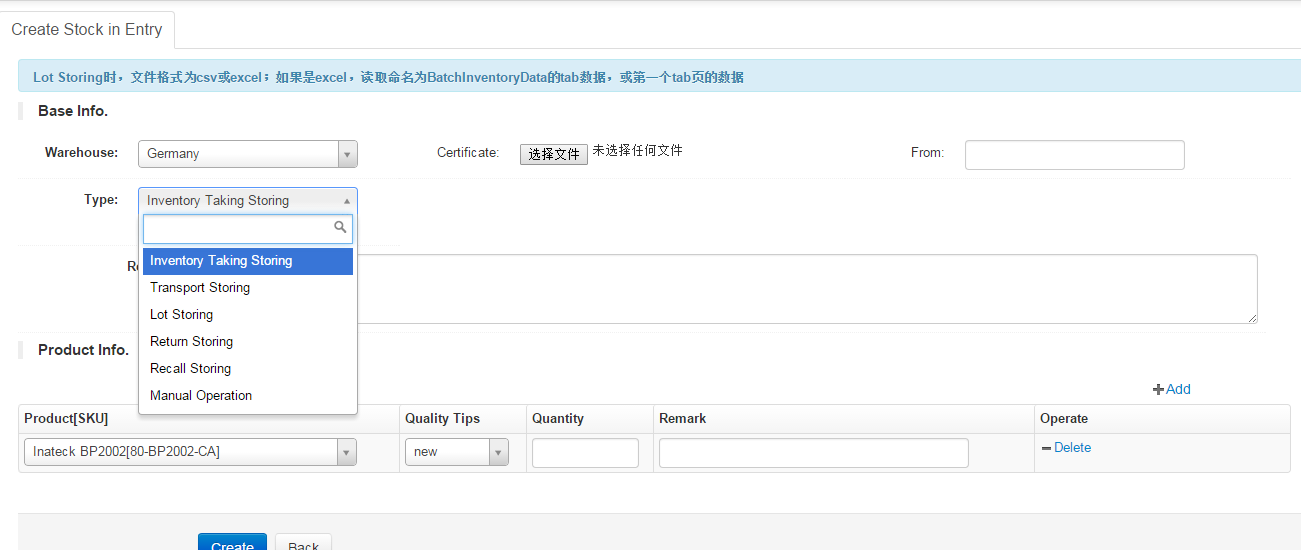 Create Stock in Entry
Lot Storing时，文件格式为csv或excel；如果是excel，读取命名为BatchInventoryData的tab数据，或第一个tab页的数据
Base Info.
Warehouse: Germany Certificate: 选择文件 未选择任何文件 From:
Type: Inventory Taking Storing
Inventory Taking Storing
Transport Storing
Lot Storing
Return Storing
Recall Storing
Manual Operation
Product Info.
Add
Product[SKU] Quality Tips Quantity Remark Operate
Inateck BP2002[80-BP2002-CA] new Delete
Create Back